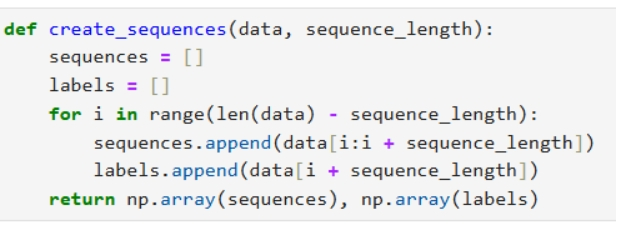 def create_sequences(data, sequence_length):
    sequences = []
    labels = []
    for i in range(len(data) - sequence_length):
        sequences.append(data[i:i + sequence_length])
        labels.append(data[i + sequence_length])
    return np.array(sequences), np.array(labels)